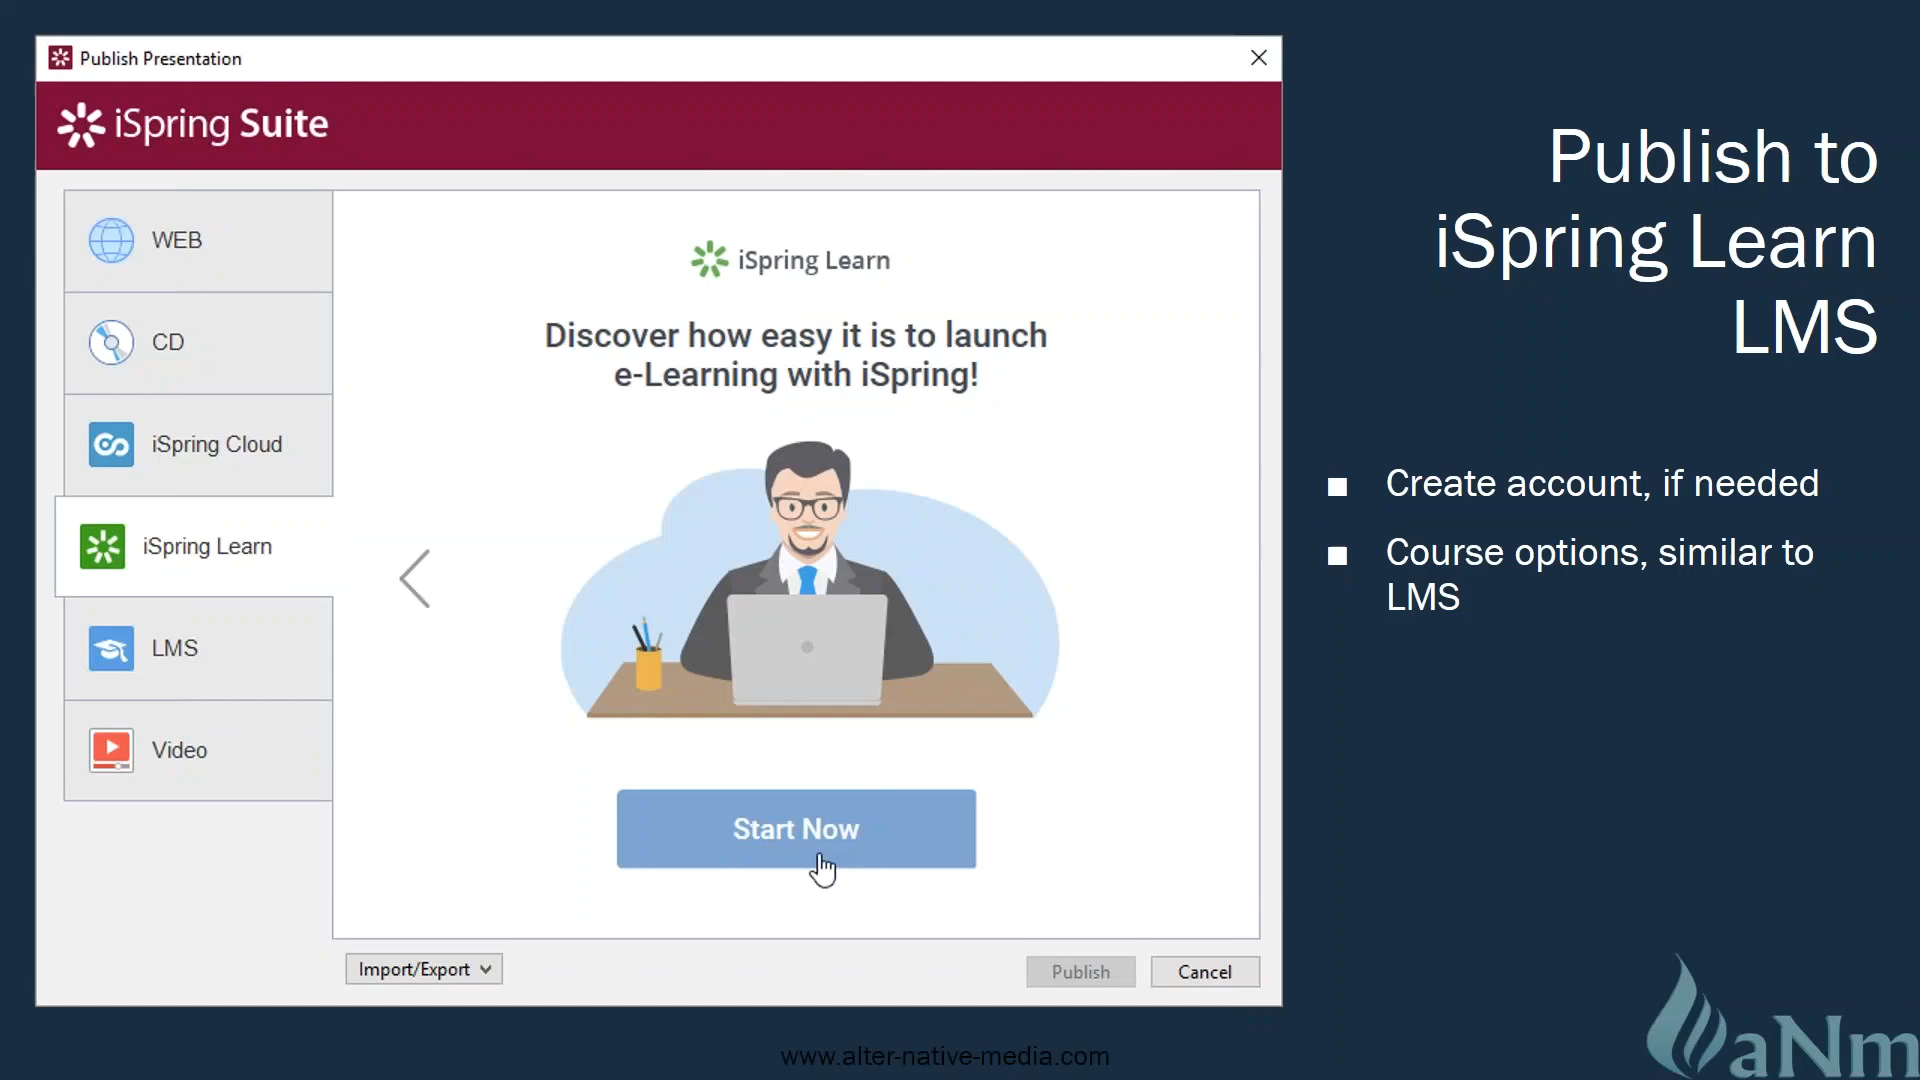 Publish Presentation
iSpring Suite
WEB
CD
iSpring Cloud
iSpring Learn
LMS
Video
iSpring Learn
Discover how easy it is to launch
e-Learning with iSpring!
Start Now
Import/Export
Publish
Cancel
Publish to
iSpring Learn
LMS
■ Create account, if needed
■ Course options, similar to
LMS
www.alter-native-media.com
aNm